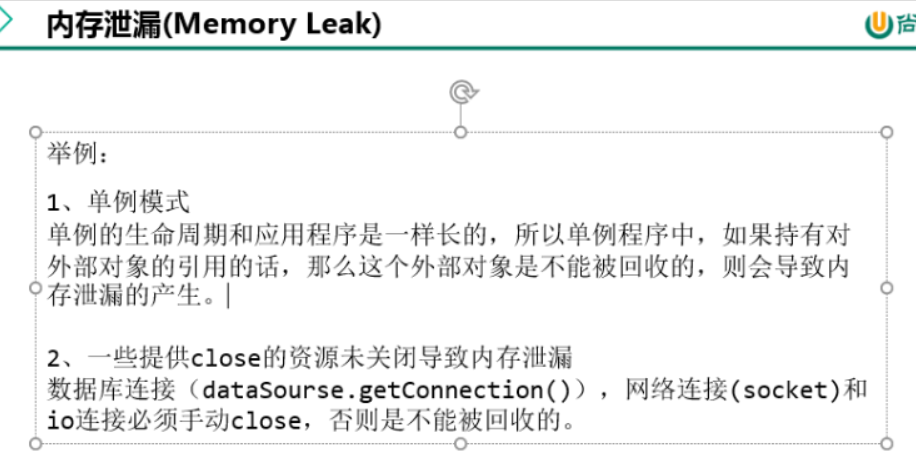 内存泄漏(Memory Leak)
尚
举例：
1、单例模式
单例的生命周期和应用程序是一样长的，所以单例程序中，如果持有对
外部对象的引用的话，那么这个外部对象是不能被回收的，则会导致内
存泄漏的产生。
2、一些提供close的资源未关闭导致内存泄漏
数据库连接（dataSourse.getConnection()），网络连接(socket)和
io连接必须手动close，否则是不能被回收的。